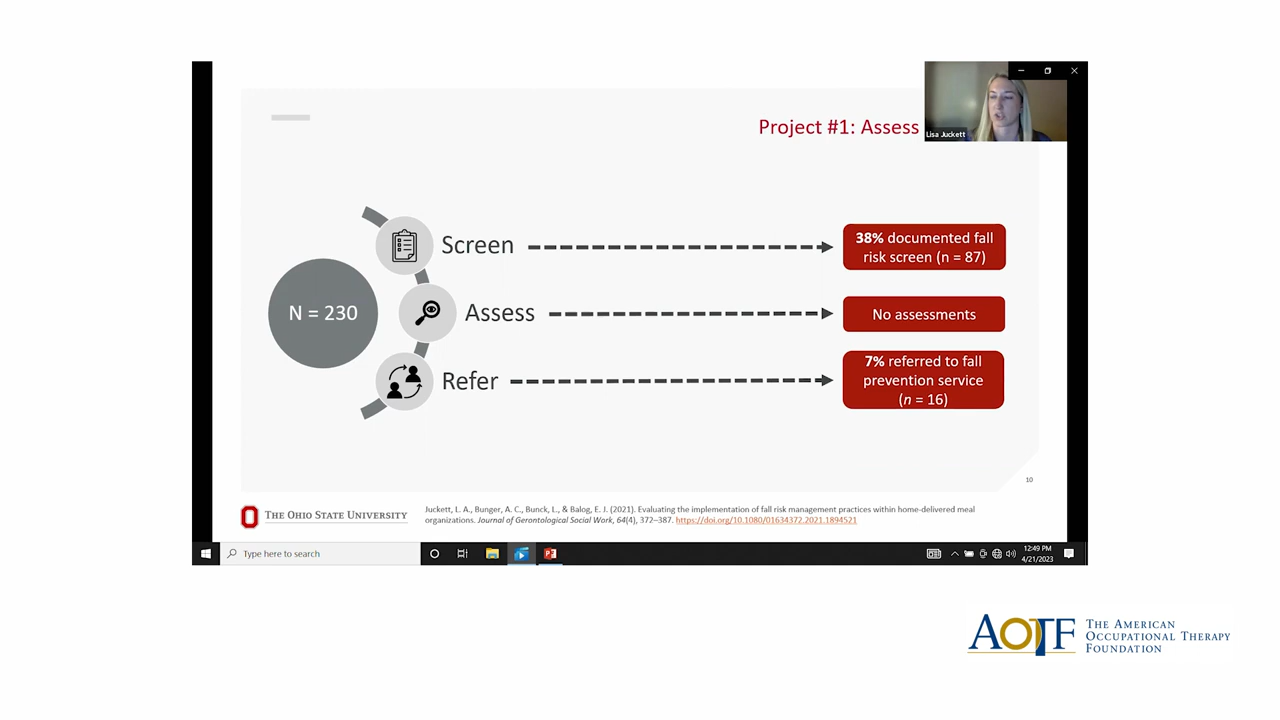 Project #1: Assess
Lisa Juckett
N = 230
Screen
38% documented fall
risk screen (n = 87)
Assess
No assessments
Refer
7% referred to fall
prevention service
(n = 16)
10
THE OHIO STATE UNIVERSITY
Juckett, L. A., Bunger, A. C., Bunck, L., & Balog, E. J. (2021). Evaluating the implementation of fall risk management practices within home-delivered meal
organizations. Journal of Gerontological Social Work, 64(4), 372–387. https://doi.org/10.1080/01634372.2021.1894521
Type here to search
12:49 PM
4/21/2023
AOTF
THE AMERICAN
OCCUPATIONAL THERAPY
FOUNDATION